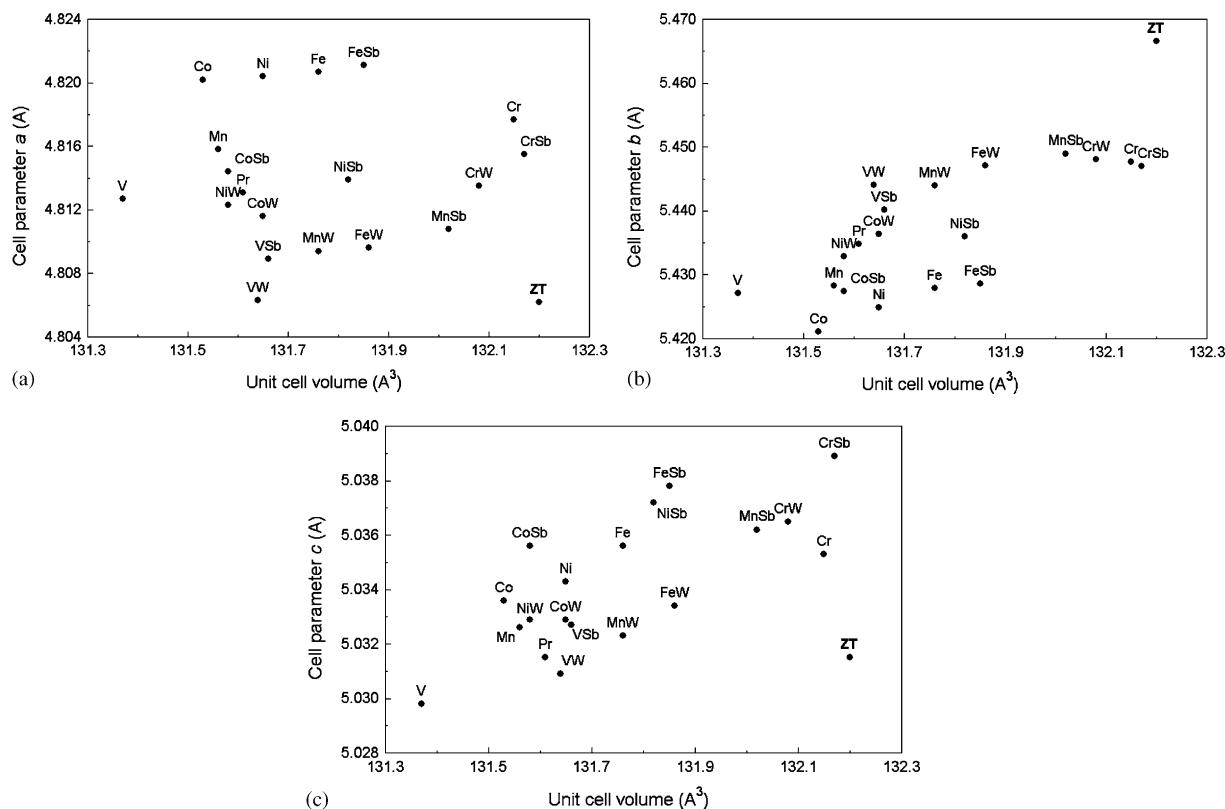 4.824
4.820
4.816
4.812
4.808
4.804
Cell parameter a (A)
Co
Ni
Fe
FeSb
Mn
CoSb
Pr
NiW
CoW
V
VSb
VW
MnW
FeW
NiSb
MnSb
CrW
Cr
CrSb
ZT
131.3 131.5 131.7 131.9 132.1 132.3
Unit cell volume (A³)
(a)
5.470
5.460
5.450
5.440
5.430
5.420
Cell parameter b (A)
ZT
MnSb
CrW
Cr
CrSb
FeW
MnW
VW
VSb
CoW
Pr
NiW
NiSb
Mn
CoSb
Fe
FeSb
V
Ni
Co
131.3 131.5 131.7 131.9 132.1 132.3
Unit cell volume (A³)
(b)
5.040
5.038
5.036
5.034
5.032
5.030
5.028
Cell parameter c (A)
CrSb
FeSb
NiSb
MnSb
CrW
CoSb
Fe
Cr
Ni
Co
NiW
CoW
FeW
Mn
VSb
MnW
Pr
VW
ZT
V
131.3 131.5 131.7 131.9 132.1 132.3
Unit cell volume (A³)
(c)